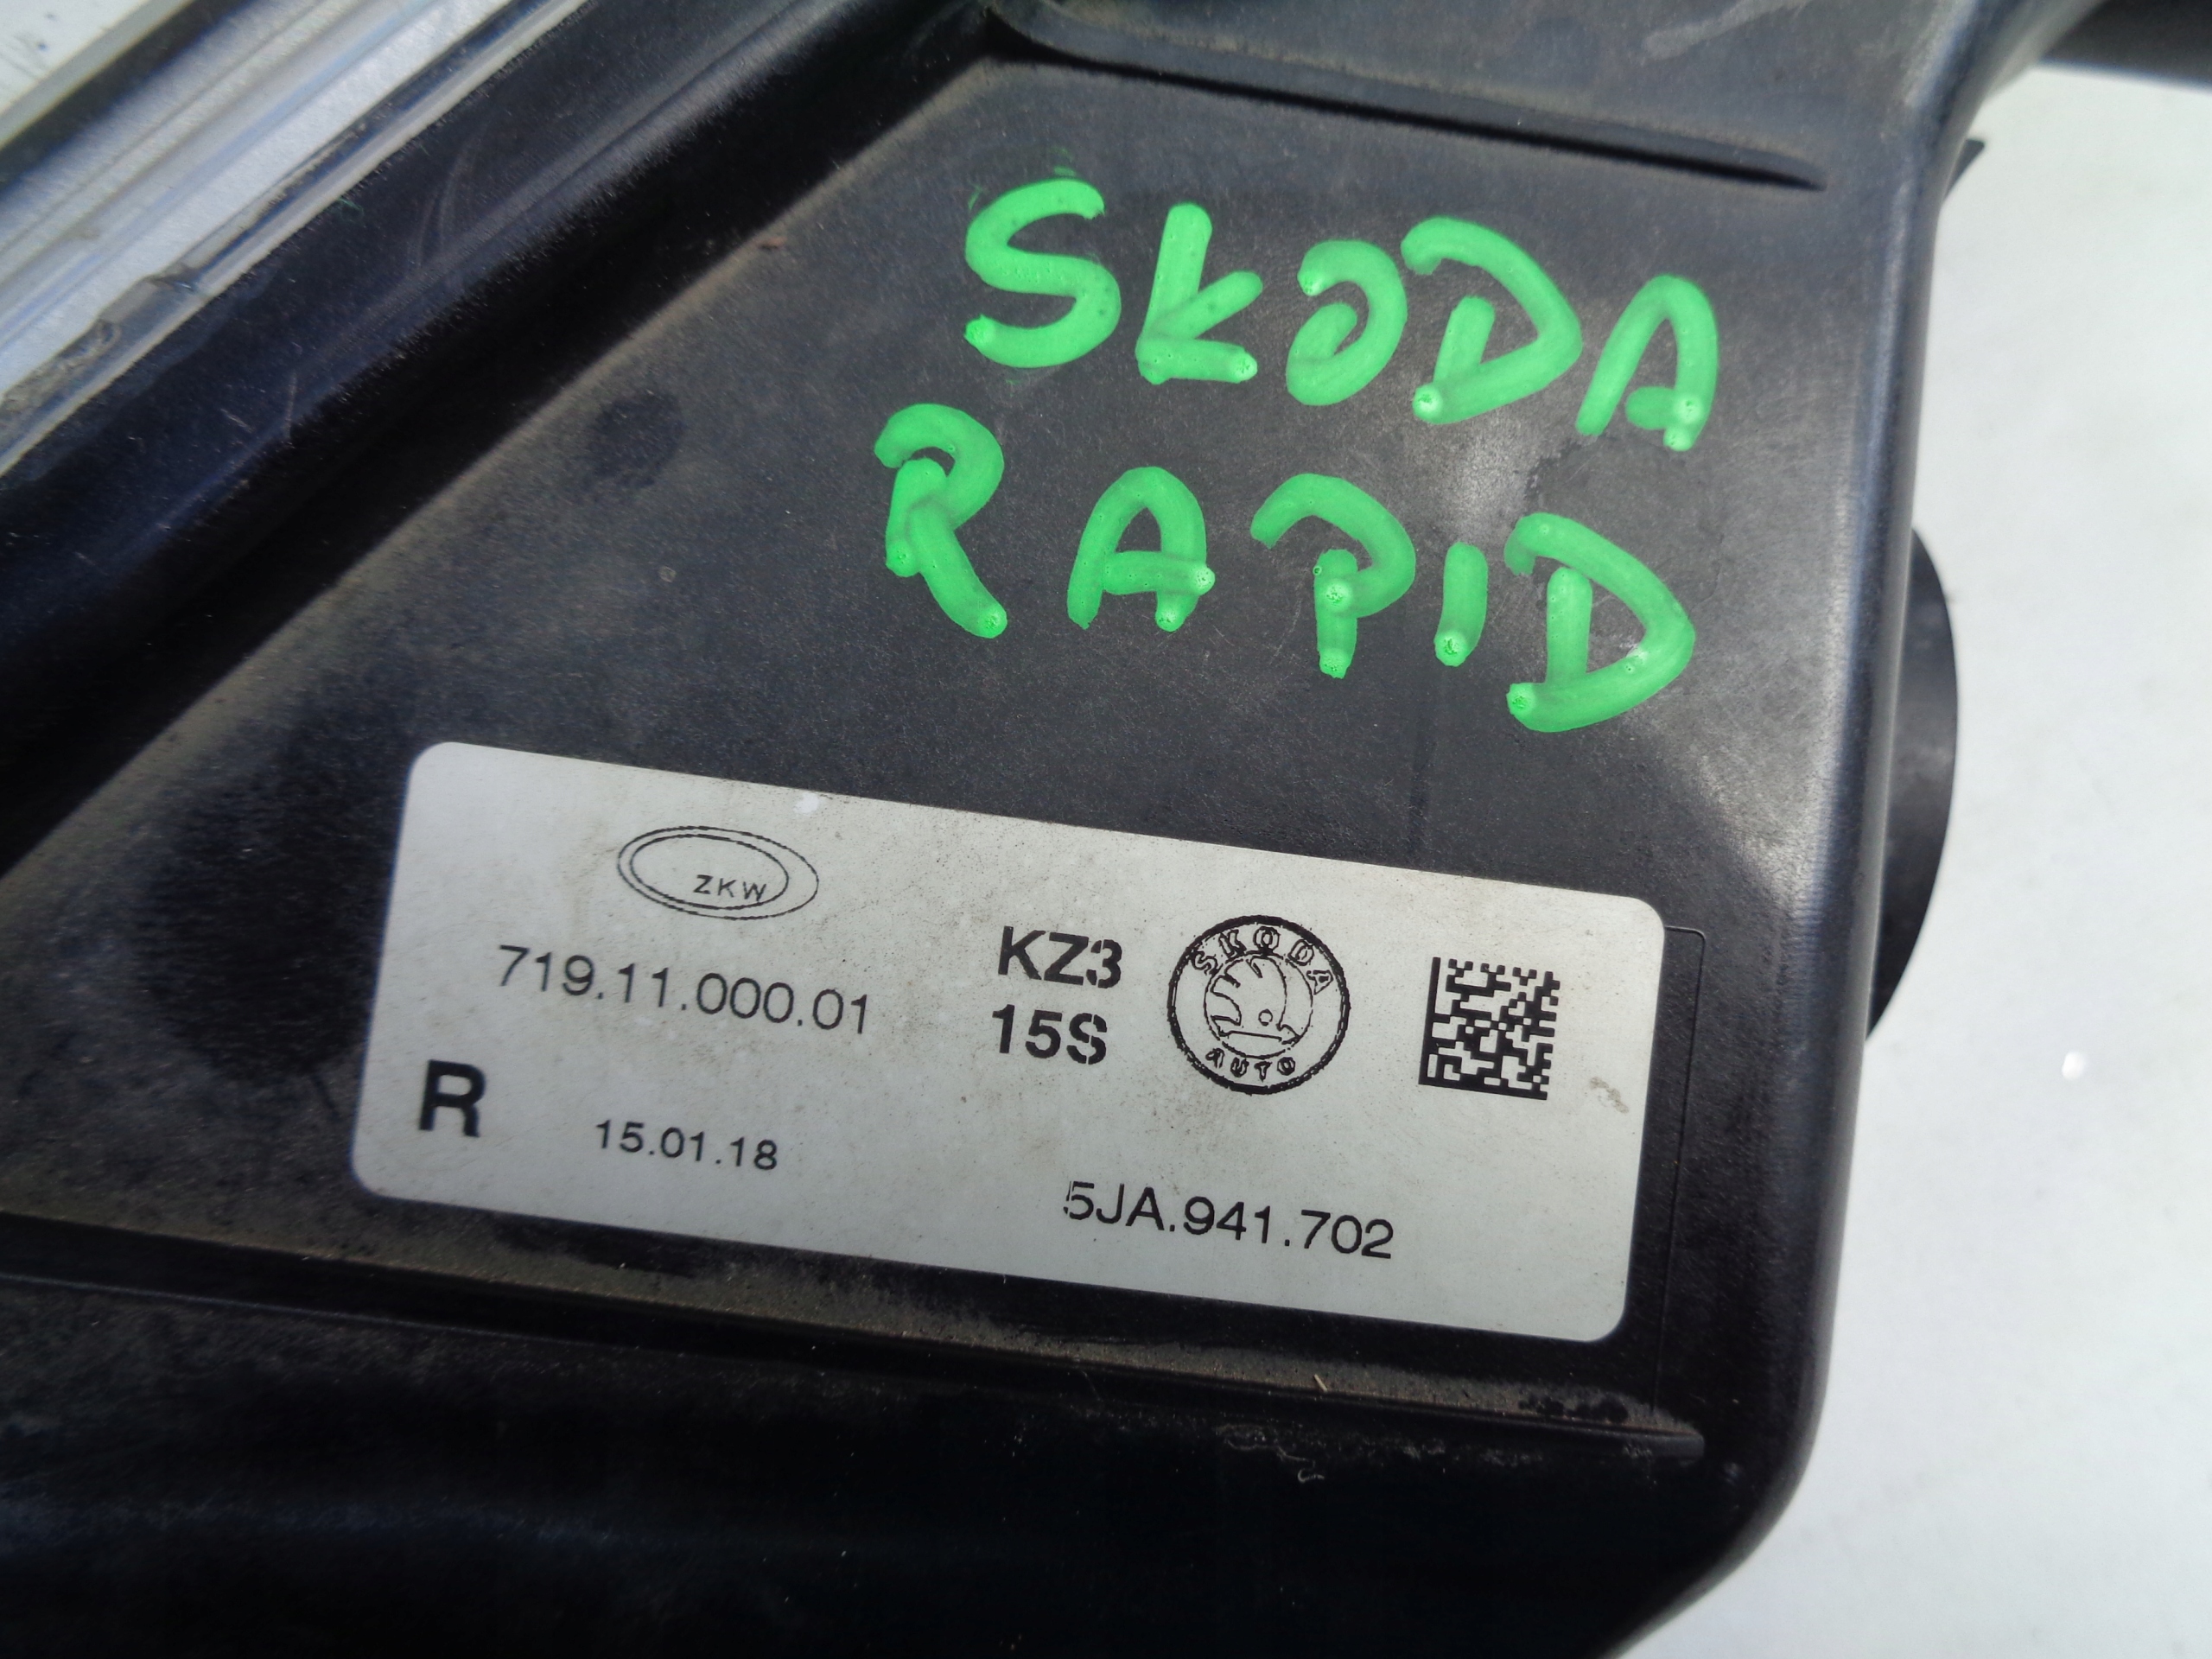 SKODA
RAPID
ZKW
719.11.000.01
KZ3
15S
SKODA
AUTO
R
15.01.18
5JA.941.702